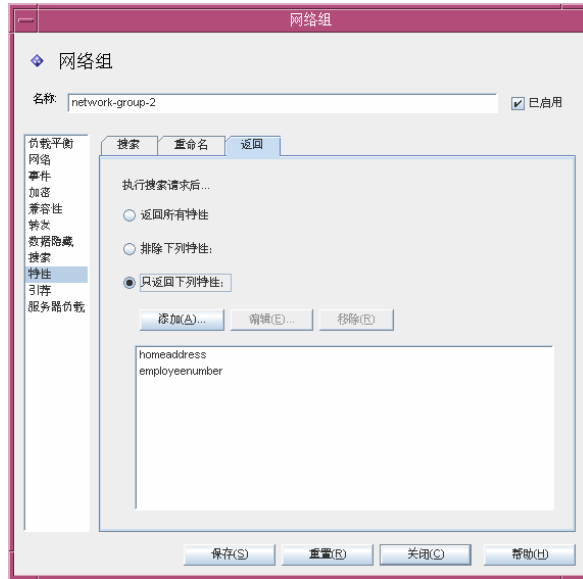 网络组
网络组
名称: network-group-2 已启用
负载平衡
网络
事件
加密
兼容性
转发
数据隐藏
搜索
特性
引荐
服务器负载
搜索 重命名 返回
执行搜索请求后...
返回所有特性
排除下列特性:
只返回下列特性:
添加(A)... 编辑(E)... 移除(R)
homeaddress
employeenumber
保存(S) 重置(R) 关闭(C) 帮助(H)